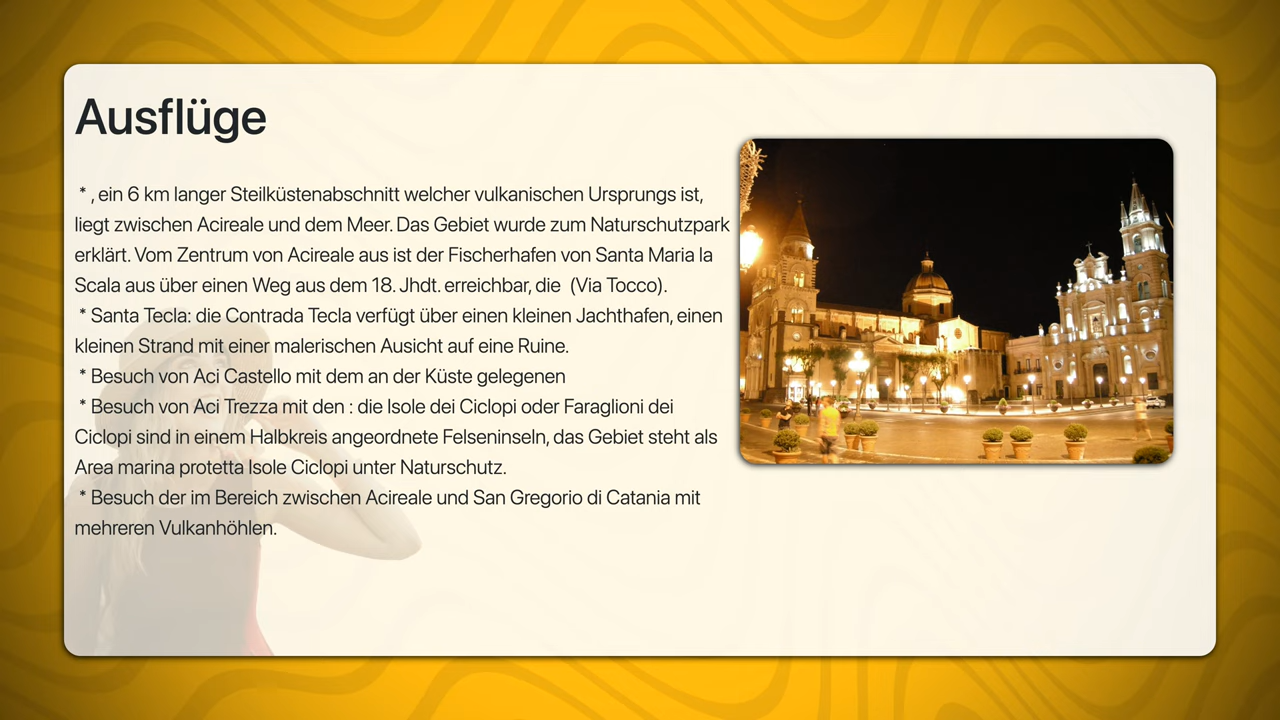 Ausflüge
* , ein 6 km langer Steilküstenabschnitt welcher vulkanischen Ursprungs ist,
liegt zwischen Acireale und dem Meer. Das Gebiet wurde zum Naturschutzpark
erklärt. Vom Zentrum von Acireale aus ist der Fischerhafen von Santa Maria la
Scala aus über einen Weg aus dem 18. Jhdt. erreichbar, die  (Via Tocco).
* Santa Tecla: die Contrada Tecla verfügt über einen kleinen Jachthafen, einen
kleinen Strand mit einer malerischen Ausicht auf eine Ruine.
* Besuch von Aci Castello mit dem an der Küste gelegenen
* Besuch von Aci Trezza mit den : die Isole dei Ciclopi oder Faraglioni dei
Ciclopi sind in einem Halbkreis angeordnete Felseninseln, das Gebiet steht als
Area marina protetta Isole Ciclopi unter Naturschutz.
* Besuch der im Bereich zwischen Acireale und San Gregorio di Catania mit
mehreren Vulkanhöhlen.